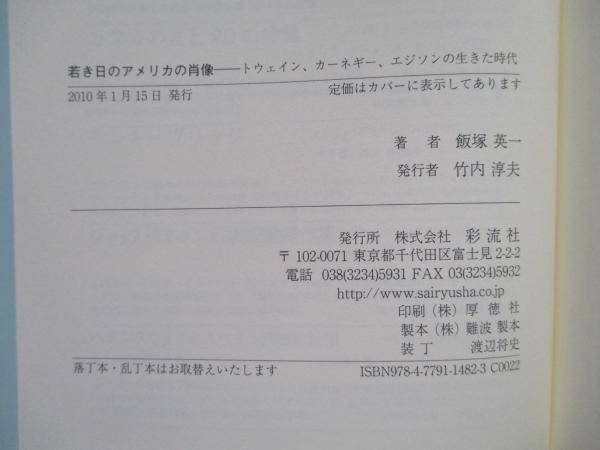 若き日のアメリカの肖像――トウェイン、カーネギー、エジソンの生きた時代
2010年1月15日 発行 定価はカバーに表示してあります
著 者 飯塚 英一
発行者 竹内 淳夫
発行所 株式会社 彩流社
〒102-0071 東京都千代田区富士見2-2-2
電話 038(3234)5931 FAX 03(3234)5932
http://www.sairyusha.co.jp
印刷(株)厚徳社
製本(株)難波製本
装丁 渡辺将史
落丁本・乱丁本はお取替えいたします ISBN978-4-7791-1482-3 C0022